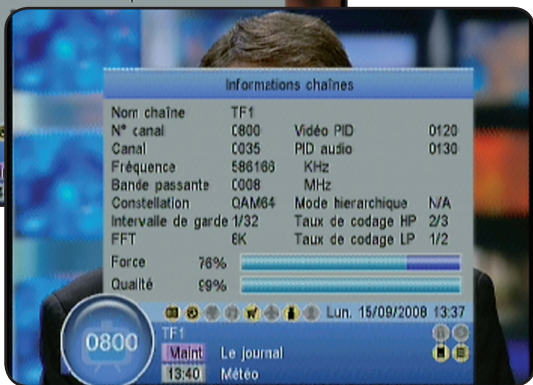 Informations chaînes
Nom chaîne TF1
N° canal 0800 Vidéo PID 0120
Canal 0035 PID audio 0130
Fréquence 586166 KHz
Bande passante 0008 MHz
Constellation QAM64 Mode hierarchique N/A
Intervalle de garde 1/32 Taux de codage HP 2/3
FFT 8K Taux de codage LP 1/2
Force 76%
Qualité 99%
Lun. 15/09/2008 13:37
0800
TF1
Maint Le journal
13:40 Météo